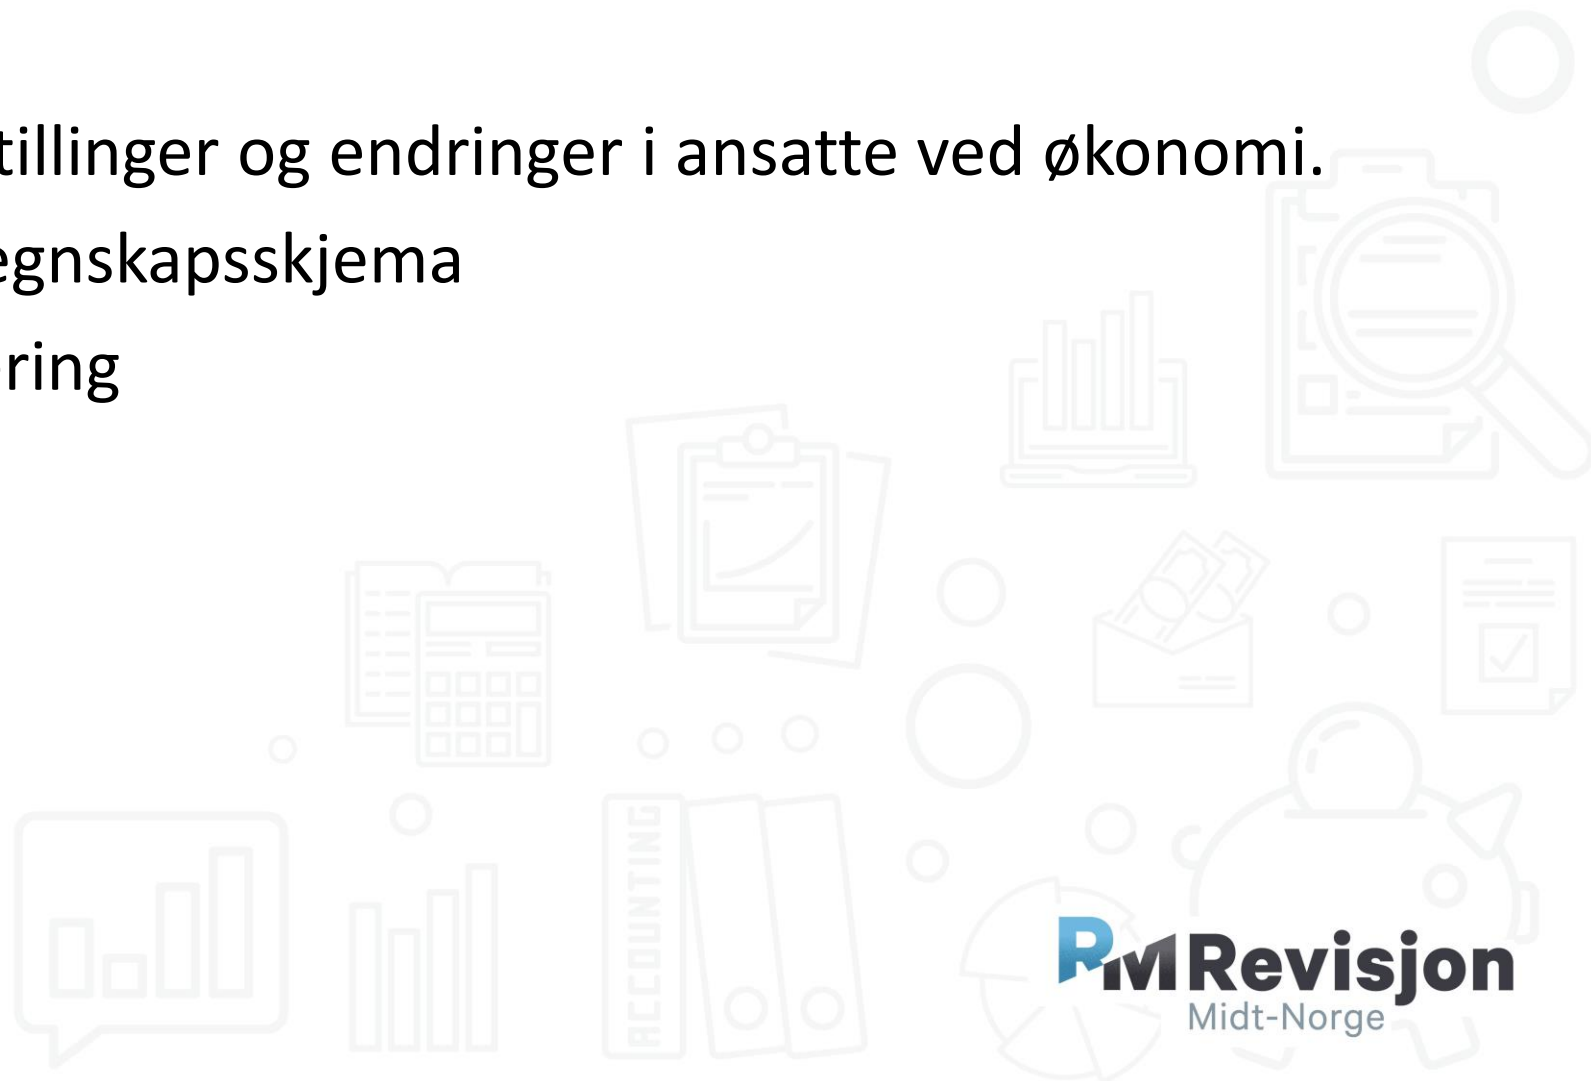 tillinger og endringer i ansatte ved økonomi.
egnskapsskjema
ring
ACCOUNTING
RM Revisjon
Midt-Norge